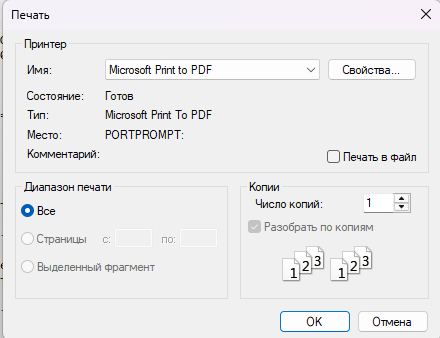 Печать
Принтер
Имя: Microsoft Print to PDF Свойства...
Состояние: Готов
Тип: Microsoft Print To PDF
Место: PORTPROMPT:
Комментарий: Печать в файл
Диапазон печати
Все
Страницы с: по:
Выделенный фрагмент
Копии
Число копий: 1
Разобрать по копиям
1 2 3 1 2 3
OK Отмена